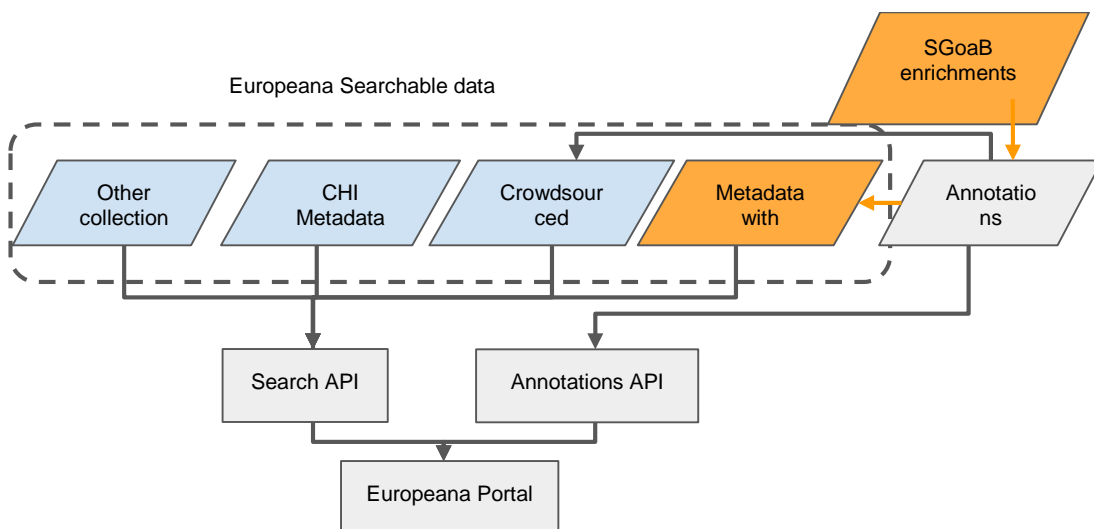 SGoaB
enrichments
Europeana Searchable data
Other
collection
CHI
Metadata
Crowdsour
ced
Metadata
with
Annotatio
ns
Search API
Annotations API
Europeana Portal